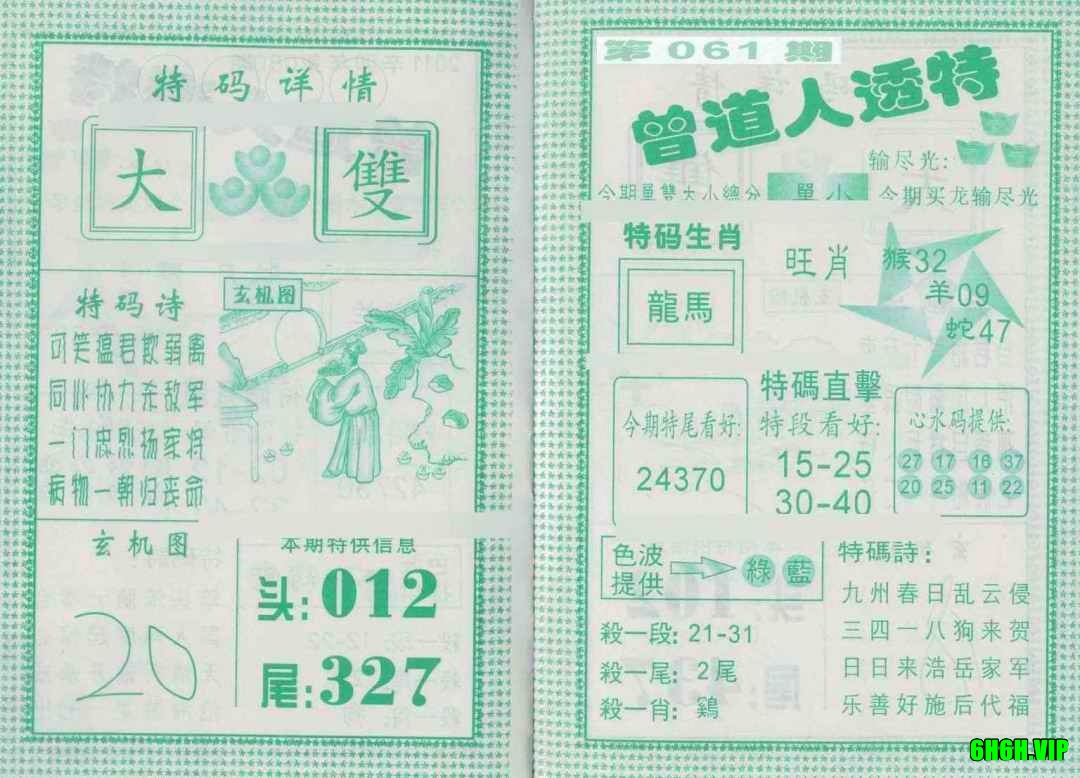 特码详情
大 雙
特码诗
可笑瘟君欺弱离
同心协力杀敌军
一门忠烈扬家将
病物一朝归丧命
玄机图
玄机图
20
本期特供信息
头:012
尾:327
第061期
曾道人透特
输尽光:
今期买龙输尽光
今期單雙大小總分
單小
特码生肖
龍馬
旺肖
猴32
羊09
蛇47
今期特尾看好:
24370
特碼直擊
特段看好:
15-25
30-40
心水码提供:
27 17 16 37
20 25 11 22
色波
提供
綠 藍
殺一段: 21-31
殺一尾: 2尾
殺一肖: 鷄
特碼詩:
九州春日乱云侵
三四一八狗来贺
日日来浩岳家军
乐善好施后代福
6H6H.VIP